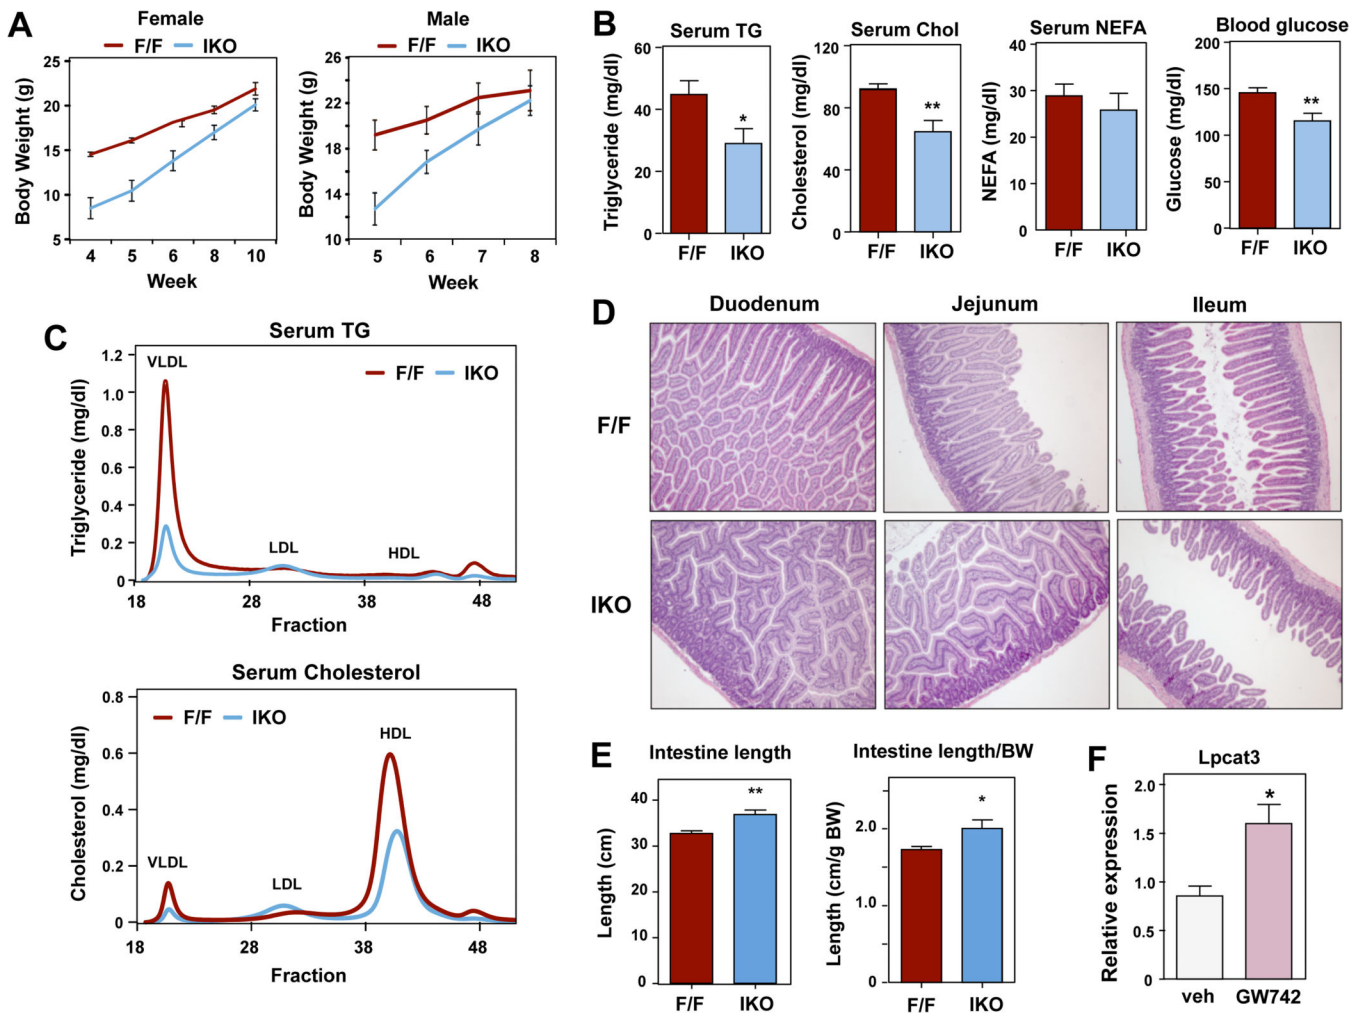 A
Female
F/F IKO
Body Weight (g)
25
20
15
10
5
4 5 6 8 10
Week
Male
F/F IKO
Body Weight (g)
26
22
18
14
10
5 6 7 8
Week
B
Serum TG
Triglyceride (mg/dl)
60
40
20
0
*
F/F IKO
Serum Chol
Cholesterol (mg/dl)
120
80
40
0
**
F/F IKO
Serum NEFA
NEFA (mg/dl)
40
30
20
10
0
F/F IKO
Blood glucose
Glucose (mg/dl)
200
150
100
50
0
**
F/F IKO
C
Serum TG
Triglyceride (mg/dl)
1.2
1.0
0.8
0.6
0.4
0.2
0
VLDL
F/F IKO
LDL
HDL
18 28 38 48
Fraction
Serum Cholesterol
Cholesterol (mg/dl)
0.8
0.6
0.4
0.2
0
F/F IKO
HDL
VLDL
LDL
18 28 38 48
Fraction
D
Duodenum Jejunum Ileum
F/F
IKO
E
Intestine length
Length (cm)
40
30
20
10
0
**
F/F IKO
Intestine length/BW
Length (cm/g BW)
2.0
1.0
0
*
F/F IKO
F
Lpcat3
Relative expression
2.0
1.5
1.0
0.5
0
*
veh GW742